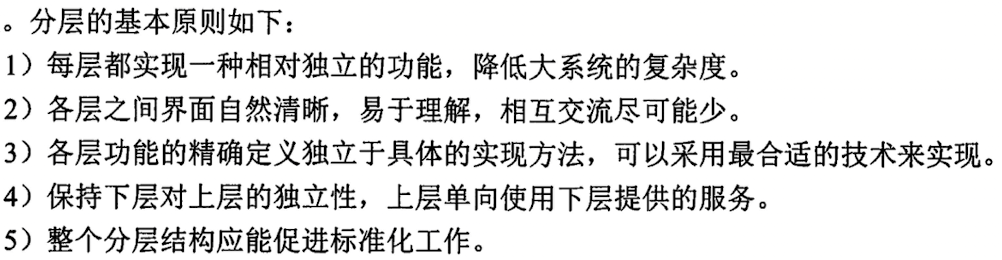 。分层的基本原则如下：
1）每层都实现一种相对独立的功能，降低大系统的复杂度。
2）各层之间界面自然清晰，易于理解，相互交流尽可能少。
3）各层功能的精确定义独立于具体的实现方法，可以采用最合适的技术来实现。
4）保持下层对上层的独立性，上层单向使用下层提供的服务。
5）整个分层结构应能促进标准化工作。